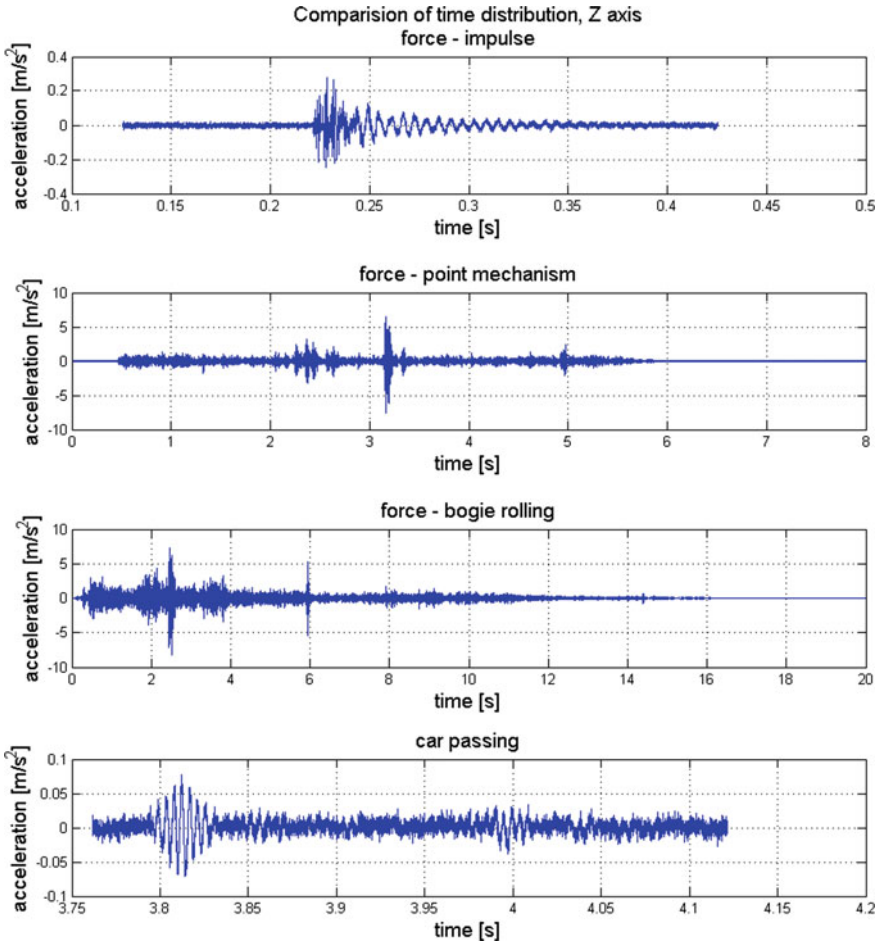 Comparision of time distribution, Z axis
force - impulse
acceleration [m/s²]
0.4
0.2
0
-0.2
-0.4
0.1 0.15 0.2 0.25 0.3 0.35 0.4 0.45 0.5
time [s]
force - point mechanism
acceleration [m/s²]
10
5
0
-5
-10
0 1 2 3 4 5 6 7 8
time [s]
force - bogie rolling
acceleration [m/s²]
10
5
0
-5
-10
0 2 4 6 8 10 12 14 16 18 20
time [s]
car passing
acceleration [m/s²]
0.1
0.05
0
-0.05
-0.1
3.75 3.8 3.85 3.9 3.95 4 4.05 4.1 4.15 4.2
time [s]